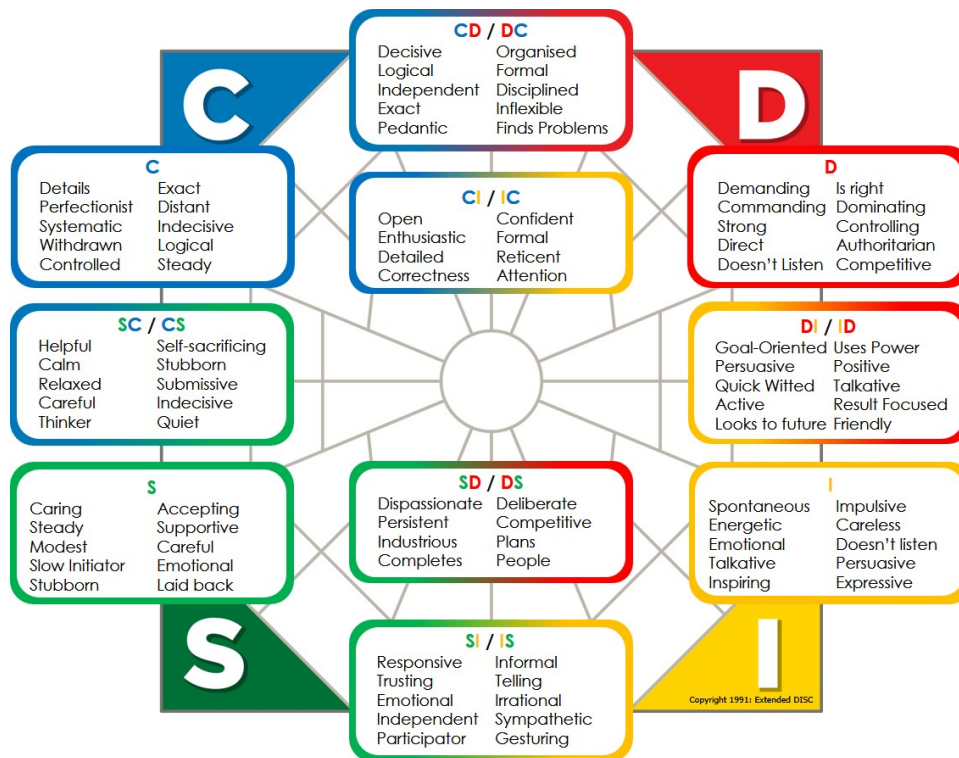 CD / DC
Decisive Organised
Logical Formal
Independent Disciplined
Exact Inflexible
Pedantic Finds Problems
C
D
C
Details Exact
Perfectionist Distant
Systematic Indecisive
Withdrawn Logical
Controlled Steady
CI / IC
Open Confident
Enthusiastic Formal
Detailed Reticent
Correctness Attention
D
Demanding Is right
Commanding Dominating
Strong Controlling
Direct Authoritarian
Doesn't Listen Competitive
SC / CS
Helpful Self-sacrificing
Calm Stubborn
Relaxed Submissive
Careful Indecisive
Thinker Quiet
DI / ID
Goal-Oriented Uses Power
Persuasive Positive
Quick Witted Talkative
Active Result Focused
Looks to future Friendly
S
Caring Accepting
Steady Supportive
Modest Careful
Slow Initiator Emotional
Stubborn Laid back
SD / DS
Dispassionate Deliberate
Persistent Competitive
Industrious Plans
Completes People
I
Spontaneous Impulsive
Energetic Careless
Emotional Doesn't listen
Talkative Persuasive
Inspiring Expressive
S
I
SI / IS
Responsive Informal
Trusting Telling
Emotional Irrational
Independent Sympathetic
Participator Gesturing
Copyright 1991: Extended DISC